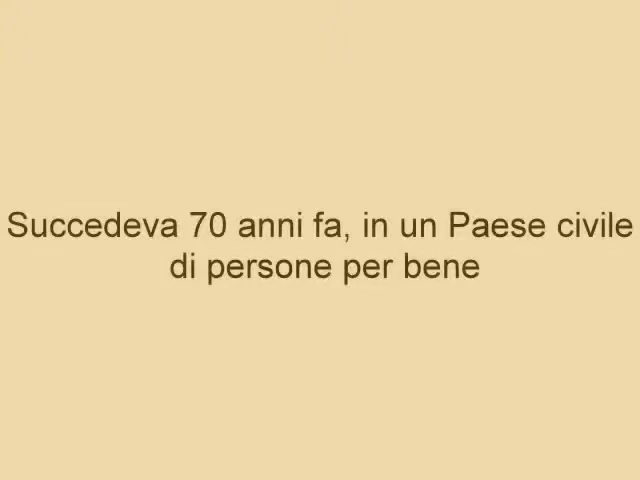 Succedeva 70 anni fa, in un Paese civile
di persone per bene